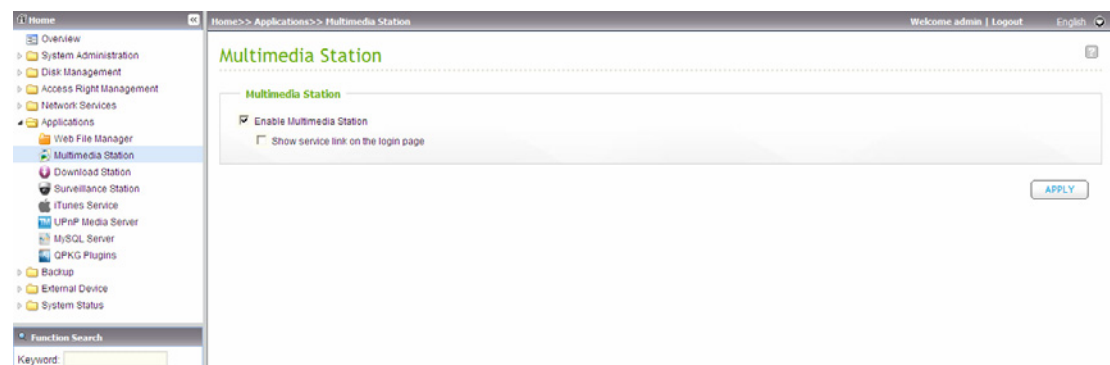 Home
Home>> Applications>> Multimedia Station
Welcome admin | Logout
English
Overview
System Administration
Disk Management
Access Right Management
Network Services
Applications
Web File Manager
Multimedia Station
Download Station
Surveillance Station
iTunes Service
UPnP Media Server
MySQL Server
QPKG Plugins
Backup
External Device
System Status
Function Search
Keyword:
Multimedia Station
Multimedia Station
Enable Multimedia Station
Show service link on the login page
APPLY